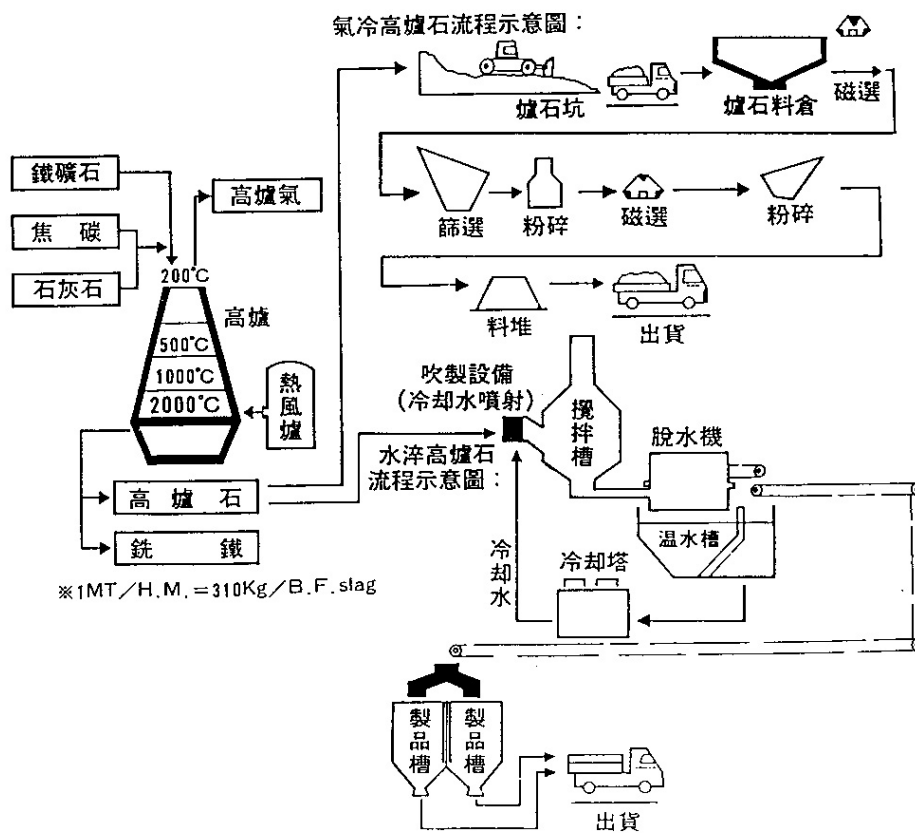 氣冷高爐石流程示意圖：
爐石坑
爐石料倉
磁選
鐵礦石
焦碳
石灰石
高爐氣
200℃
高爐
500℃
1000℃
2000℃
熱風爐
篩選
粉碎
磁選
粉碎
料堆
出貨
吹製設備
(冷却水噴射)
攪拌槽
脫水機
水淬高爐石
流程示意圖：
高爐石
銑鐵
※1MT／H.M.＝310Kg／B.F.slag
温水槽
冷却水
冷却塔
製品槽
製品槽
出貨